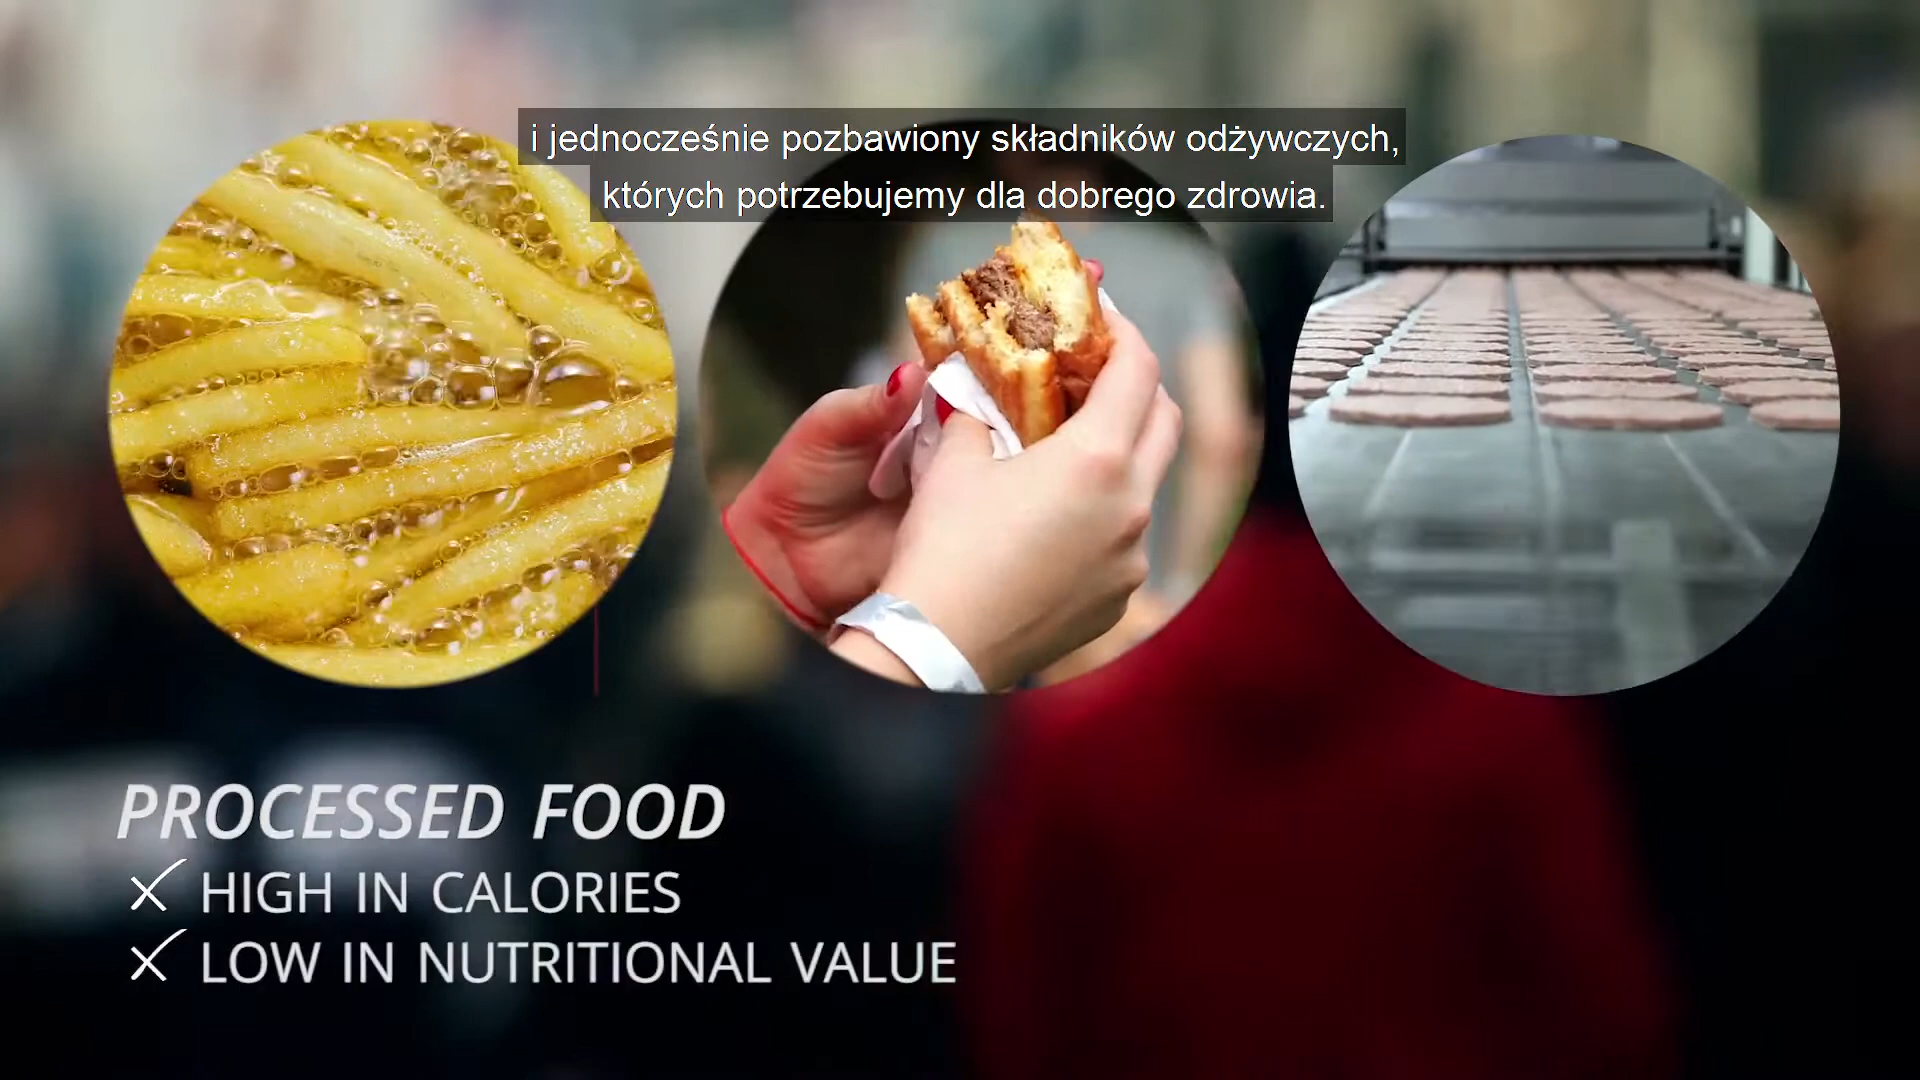 i jednocześnie pozbawiony składników odżywczych,
których potrzebujemy dla dobrego zdrowia.
PROCESSED FOOD
HIGH IN CALORIES
LOW IN NUTRITIONAL VALUE